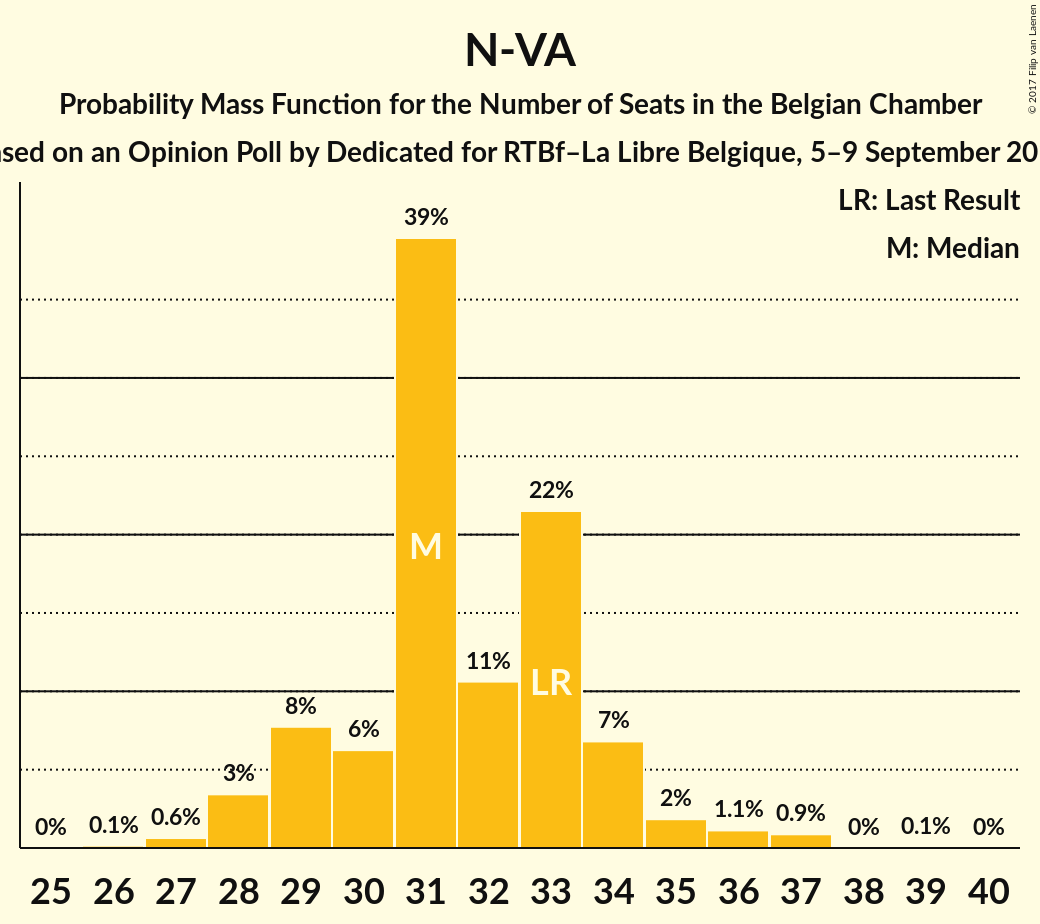 N-VA
Probability Mass Function for the Number of Seats in the Belgian Chamber
on an Opinion Poll by Dedicated for RTBf–La Libre Belgique, 5–9 September
© 2017 Filip van Laenen
LR: Last Result
M: Median
0% 0.1% 0.6% 3% 8% 6% 39% 11% 22% 7% 2% 1.1% 0.9% 0% 0.1% 0%
M
LR
25 26 27 28 29 30 31 32 33 34 35 36 37 38 39 40